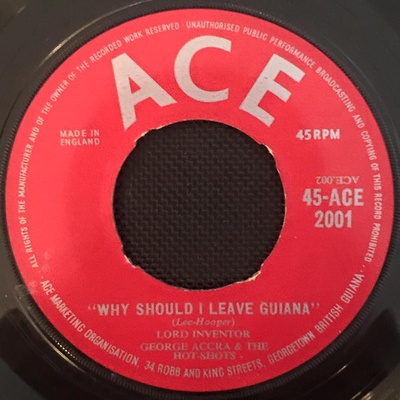 ALL RIGHTS OF THE MANUFACTURER AND OF THE OWNER OF THE RECORDED WORK RESERVED · UNAUTHORISED PUBLIC PERFORMANCE BROADCASTING AND COPYING OF THIS RECORD PROHIBITED
ACE
MADE IN
ENGLAND
45 RPM
ACE.002
45-ACE
2001
"WHY SHOULD I LEAVE GUIANA"
(Lee-Hooper)
LORD INVENTOR
GEORGE ACCRA & THE
HOT-SHOTS -
ACE MARKETING ORGANISATION, 34 ROBB AND KING STREETS, GEORGETOWN BRITISH GUIANA: